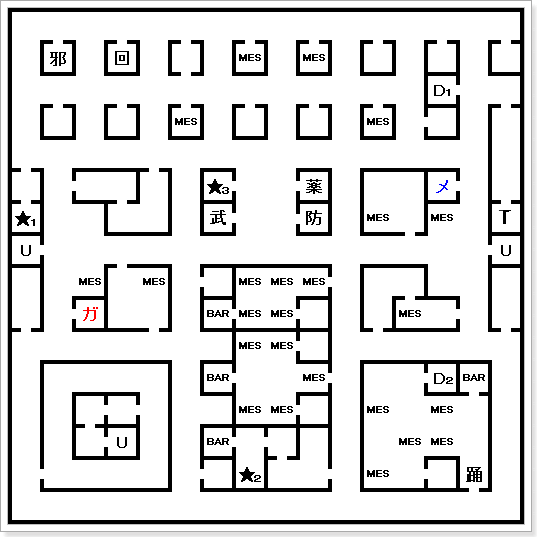 邪 回 MES MES
D1
MES MES
★3 薬 メ
★1 武 防 MES MES T
U U
MES MES MES MES MES
ガ BAR MES MES MES
MES MES
BAR MES D2 BAR
MES MES MES MES
U BAR MES MES
★2 MES 踊